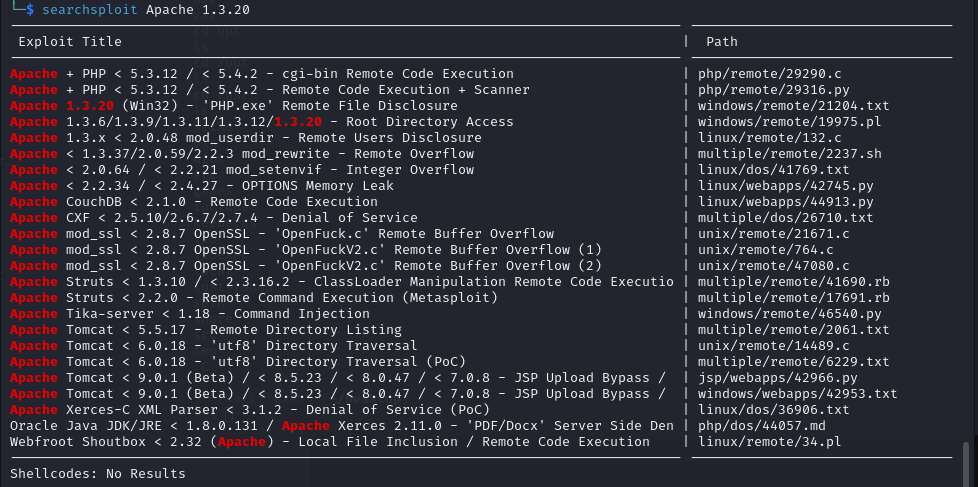 └─$ searchsploit Apache 1.3.20
Exploit Title | Path
Apache + PHP < 5.3.12 / < 5.4.2 - cgi-bin Remote Code Execution | php/remote/29290.c
Apache + PHP < 5.3.12 / < 5.4.2 - Remote Code Execution + Scanner | php/remote/29316.py
Apache 1.3.20 (Win32) - 'PHP.exe' Remote File Disclosure | windows/remote/21204.txt
Apache 1.3.6/1.3.9/1.3.11/1.3.12/1.3.20 - Root Directory Access | windows/remote/19975.pl
Apache 1.3.x < 2.0.48 mod_userdir - Remote Users Disclosure | linux/remote/132.c
Apache < 1.3.37/2.0.59/2.2.3 mod_rewrite - Remote Overflow | multiple/remote/2237.sh
Apache < 2.0.64 / < 2.2.21 mod_setenvif - Integer Overflow | linux/dos/41769.txt
Apache < 2.2.34 / < 2.4.27 - OPTIONS Memory Leak | linux/webapps/42745.py
Apache CouchDB < 2.1.0 - Remote Code Execution | linux/webapps/44913.py
Apache CXF < 2.5.10/2.6.7/2.7.4 - Denial of Service | multiple/dos/26710.txt
Apache mod_ssl < 2.8.7 OpenSSL - 'OpenFuck.c' Remote Buffer Overflow | unix/remote/21671.c
Apache mod_ssl < 2.8.7 OpenSSL - 'OpenFuckV2.c' Remote Buffer Overflow (1) | unix/remote/764.c
Apache mod_ssl < 2.8.7 OpenSSL - 'OpenFuckV2.c' Remote Buffer Overflow (2) | unix/remote/47080.c
Apache Struts < 1.3.10 / < 2.3.16.2 - ClassLoader Manipulation Remote Code Executio | multiple/remote/41690.rb
Apache Struts < 2.2.0 - Remote Command Execution (Metasploit) | multiple/remote/17691.rb
Apache Tika-server < 1.18 - Command Injection | windows/remote/46540.py
Apache Tomcat < 5.5.17 - Remote Directory Listing | multiple/remote/2061.txt
Apache Tomcat < 6.0.18 - 'utf8' Directory Traversal | unix/remote/14489.c
Apache Tomcat < 6.0.18 - 'utf8' Directory Traversal (PoC) | multiple/remote/6229.txt
Apache Tomcat < 9.0.1 (Beta) / < 8.5.23 / < 8.0.47 / < 7.0.8 - JSP Upload Bypass / | jsp/webapps/42966.py
Apache Tomcat < 9.0.1 (Beta) / < 8.5.23 / < 8.0.47 / < 7.0.8 - JSP Upload Bypass / | windows/webapps/42953.txt
Apache Xerces-C XML Parser < 3.1.2 - Denial of Service (PoC) | linux/dos/36906.txt
Oracle Java JDK/JRE < 1.8.0.131 / Apache Xerces 2.11.0 - 'PDF/Docx' Server Side Den | php/dos/44057.md
Webfroot Shoutbox < 2.32 (Apache) - Local File Inclusion / Remote Code Execution | linux/remote/34.pl
Shellcodes: No Results